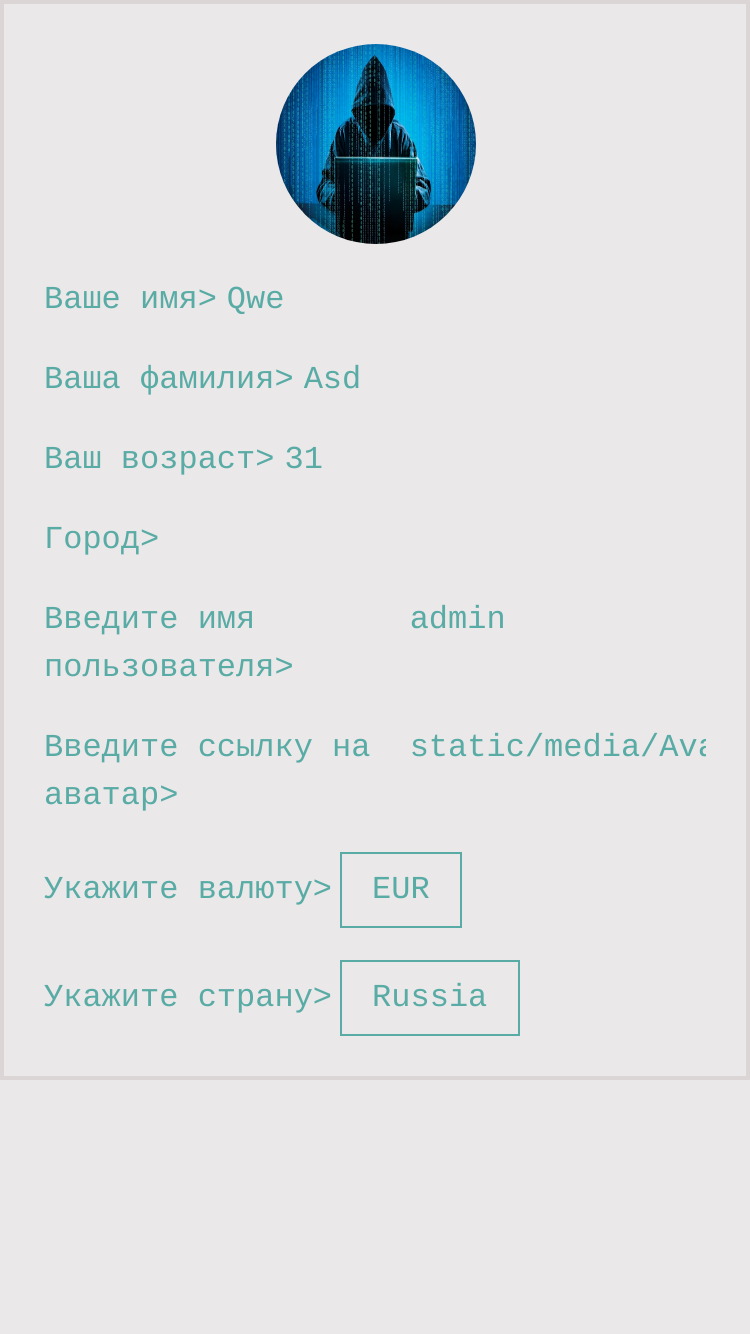 Ваше имя> Qwe
Ваша фамилия> Asd
Ваш возраст> 31
Город>
Введите имя admin
пользователя>
Введите ссылку на static/media/Ava
аватар>
Укажите валюту> EUR
Укажите страну> Russia